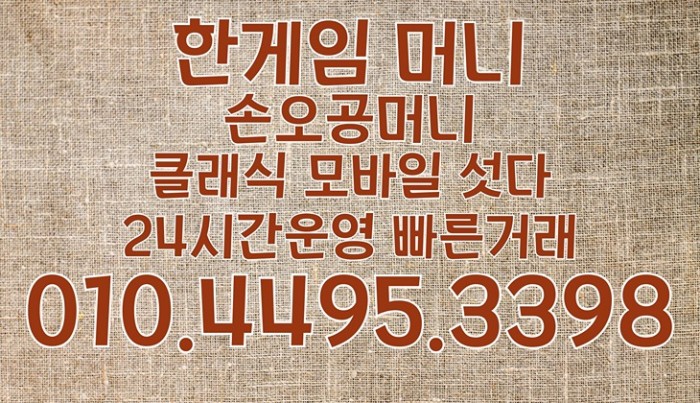 한게임 머니
손오공머니
클래식 모바일 섯다
24시간운영 빠른거래
010.4495.3398